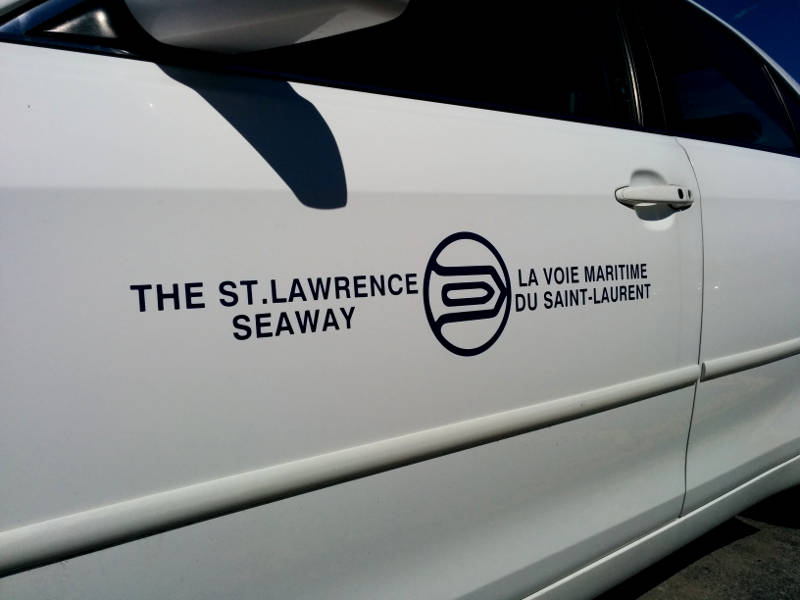 THE ST.LAWRENCE
SEAWAY
LA VOIE MARITIME
DU SAINT-LAURENT